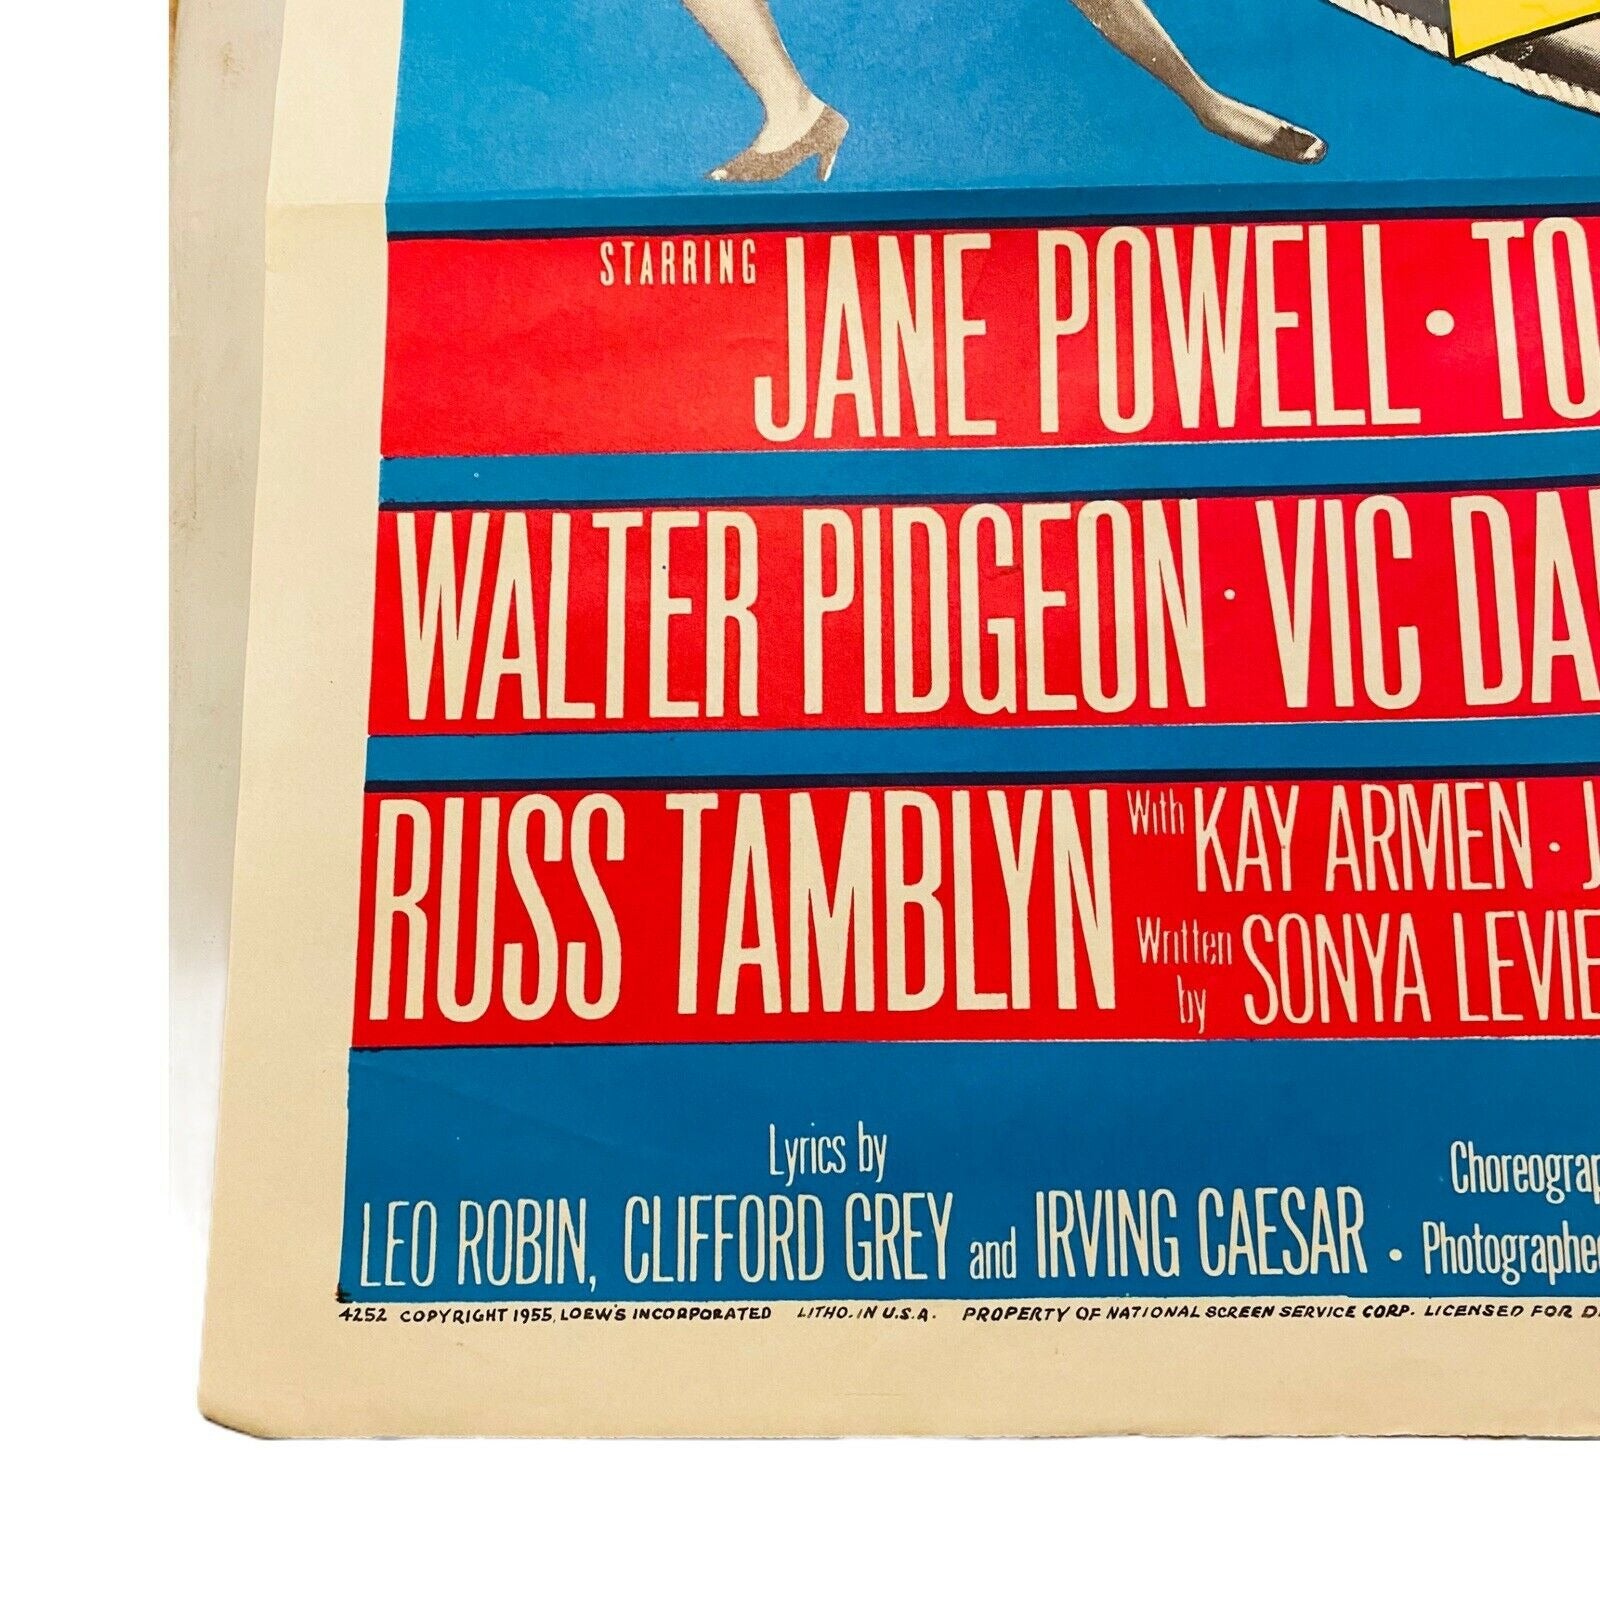 STARRING JANE POWELL · TO
WALTER PIDGEON · VIC DA
RUSS TAMBLYN With KAY ARMEN · J
Written by SONYA LEVIE
Lyrics by
LEO ROBIN, CLIFFORD GREY and IRVING CAESAR ·
Choreograp
Photographe
4252 COPYRIGHT 1955, LOEW'S INCORPORATED LITHO. IN U.S.A. PROPERTY OF NATIONAL SCREEN SERVICE CORP. LICENSED FOR D